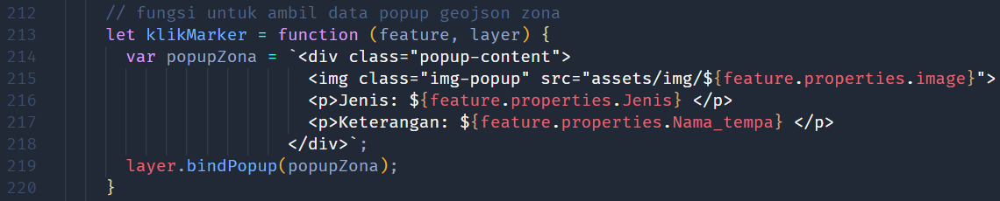 212 // fungsi untuk ambil data popup geojson zona
213 let klikMarker = function (feature, layer) {
214 var popupZona = `<div class="popup-content">
215 <img class="img-popup" src="assets/img/${feature.properties.image}">
216 <p>Jenis: ${feature.properties.Jenis} </p>
217 <p>Keterangan: ${feature.properties.Nama_tempa} </p>
218 </div>`;
219 layer.bindPopup(popupZona);
220 }